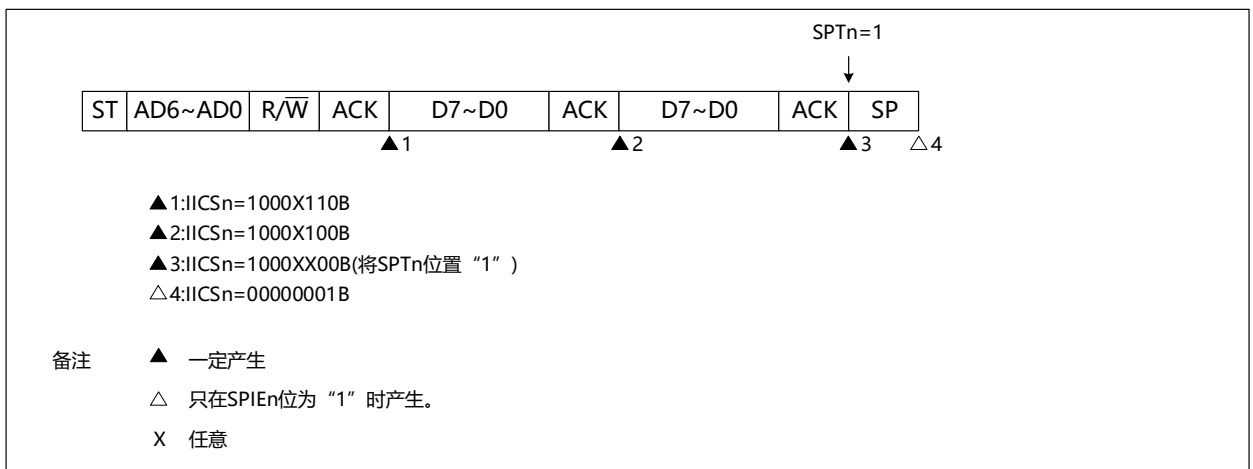 SPTn=1
ST AD6~AD0 R/W̅ ACK D7~D0 ACK D7~D0 ACK SP
▲1 ▲2 ▲3 △4
▲1:IICSn=1000X110B
▲2:IICSn=1000X100B
▲3:IICSn=1000XX00B(将SPTn位置“1”)
△4:IICSn=00000001B
备注 ▲ 一定产生
△ 只在SPIEn位为“1”时产生。
X 任意